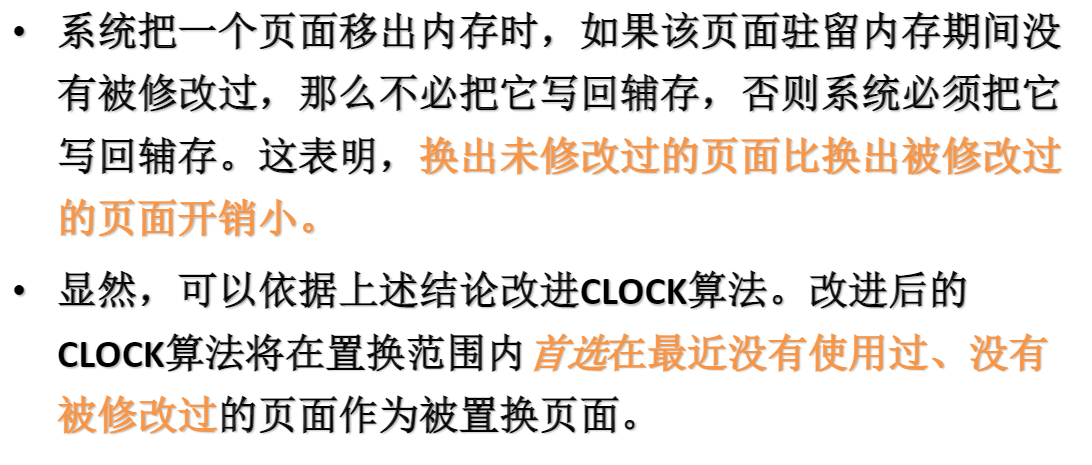 • 系统把一个页面移出内存时，如果该页面驻留内存期间没
有被修改过，那么不必把它写回辅存，否则系统必须把它
写回辅存。这表明，换出未修改过的页面比换出被修改过
的页面开销小。
• 显然，可以依据上述结论改进CLOCK算法。改进后的
CLOCK算法将在置换范围内首选在最近没有使用过、没有
被修改过的页面作为被置换页面。